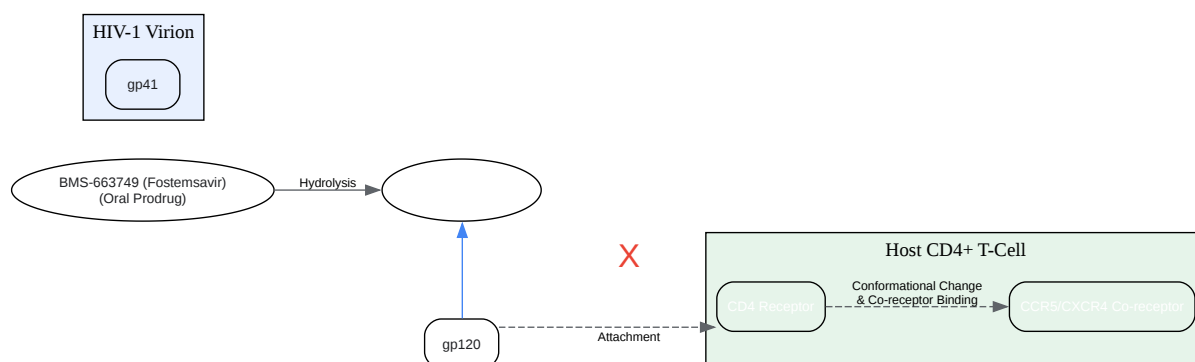 HIV-1 Virion
gp41
BMS-663749 (Fostemsavir)
(Oral Prodrug)
Hydrolysis
X
Host CD4+ T-Cell
CD4 Receptor
Conformational Change
& Co-receptor Binding
CCR5/CXCR4 Co-receptor
gp120
Attachment